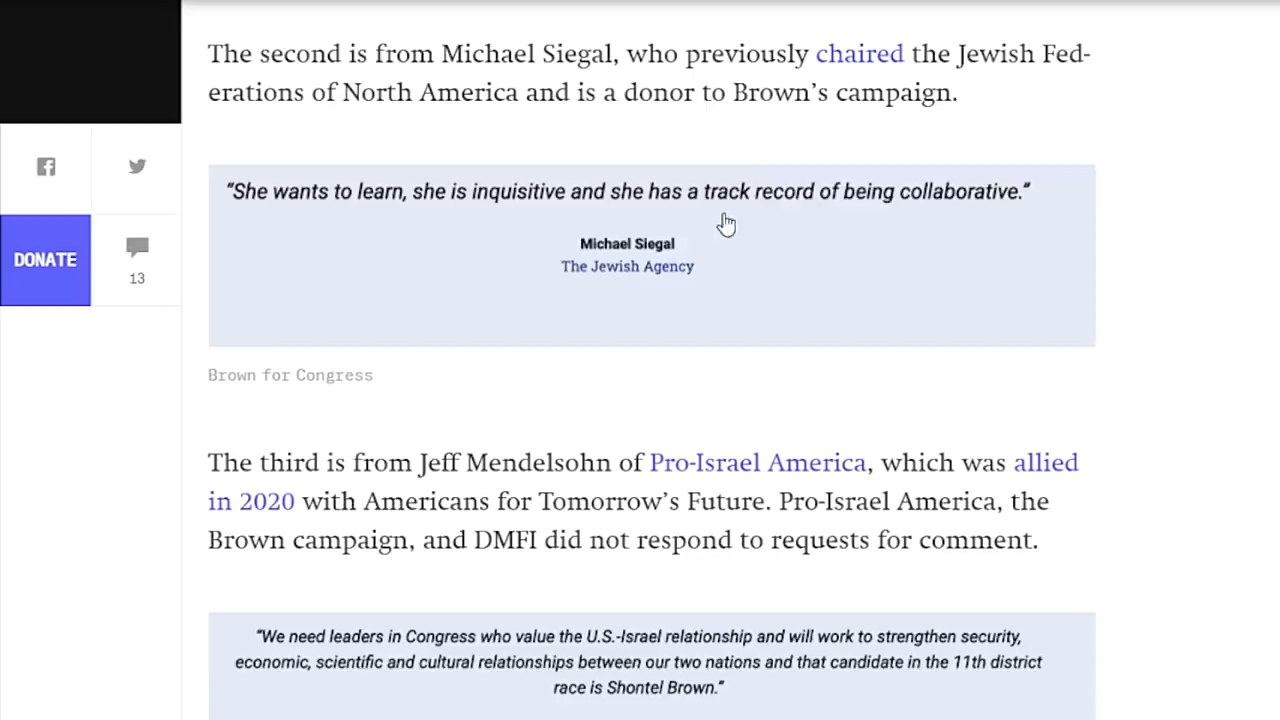 The second is from Michael Siegal, who previously chaired the Jewish Fed-
erations of North America and is a donor to Brown’s campaign.
“She wants to learn, she is inquisitive and she has a track record of being collaborative.“
Michael Siegal
The Jewish Agency
DONATE
13
Brown for Congress
The third is from Jeff Mendelsohn of Pro-Israel America, which was allied
in 2020 with Americans for Tomorrow’s Future. Pro-Israel America, the
Brown campaign, and DMFI did not respond to requests for comment.
“We need leaders in Congress who value the U.S.-Israel relationship and will work to strengthen security,
economic, scientific and cultural relationships between our two nations and that candidate in the 11th district
race is Shontel Brown.”